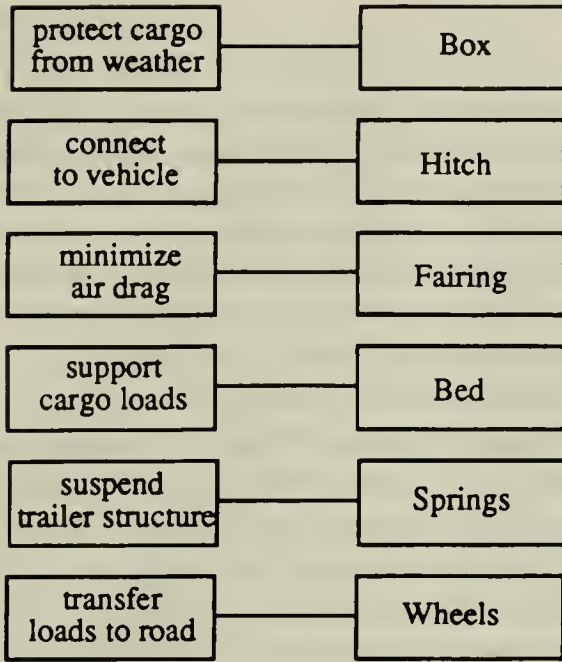 protect cargo
from weather
Box
connect
to vehicle
Hitch
minimize
air drag
Fairing
support
cargo loads
Bed
suspend
trailer structure
Springs
transfer
loads to road
Wheels